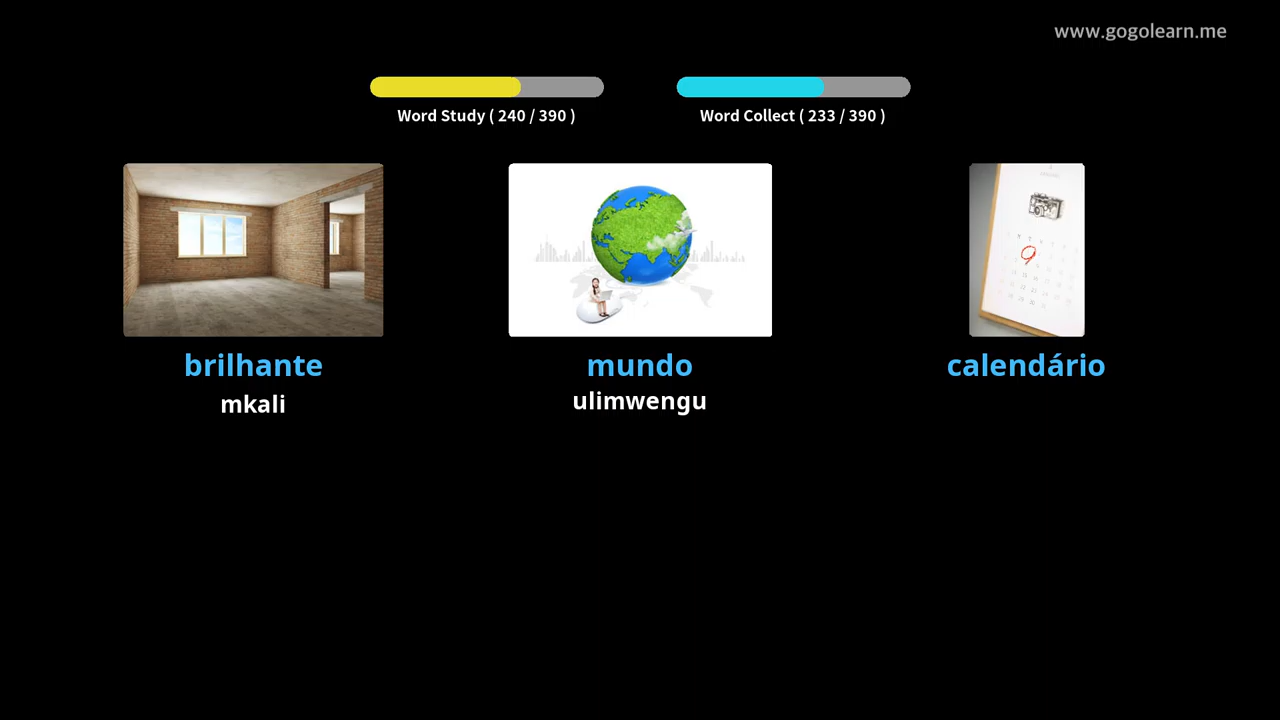 www.gogolearn.me
Word Study ( 240 / 390 )
Word Collect ( 233 / 390 )
brilhante
mkali
mundo
ulimwengu
calendário